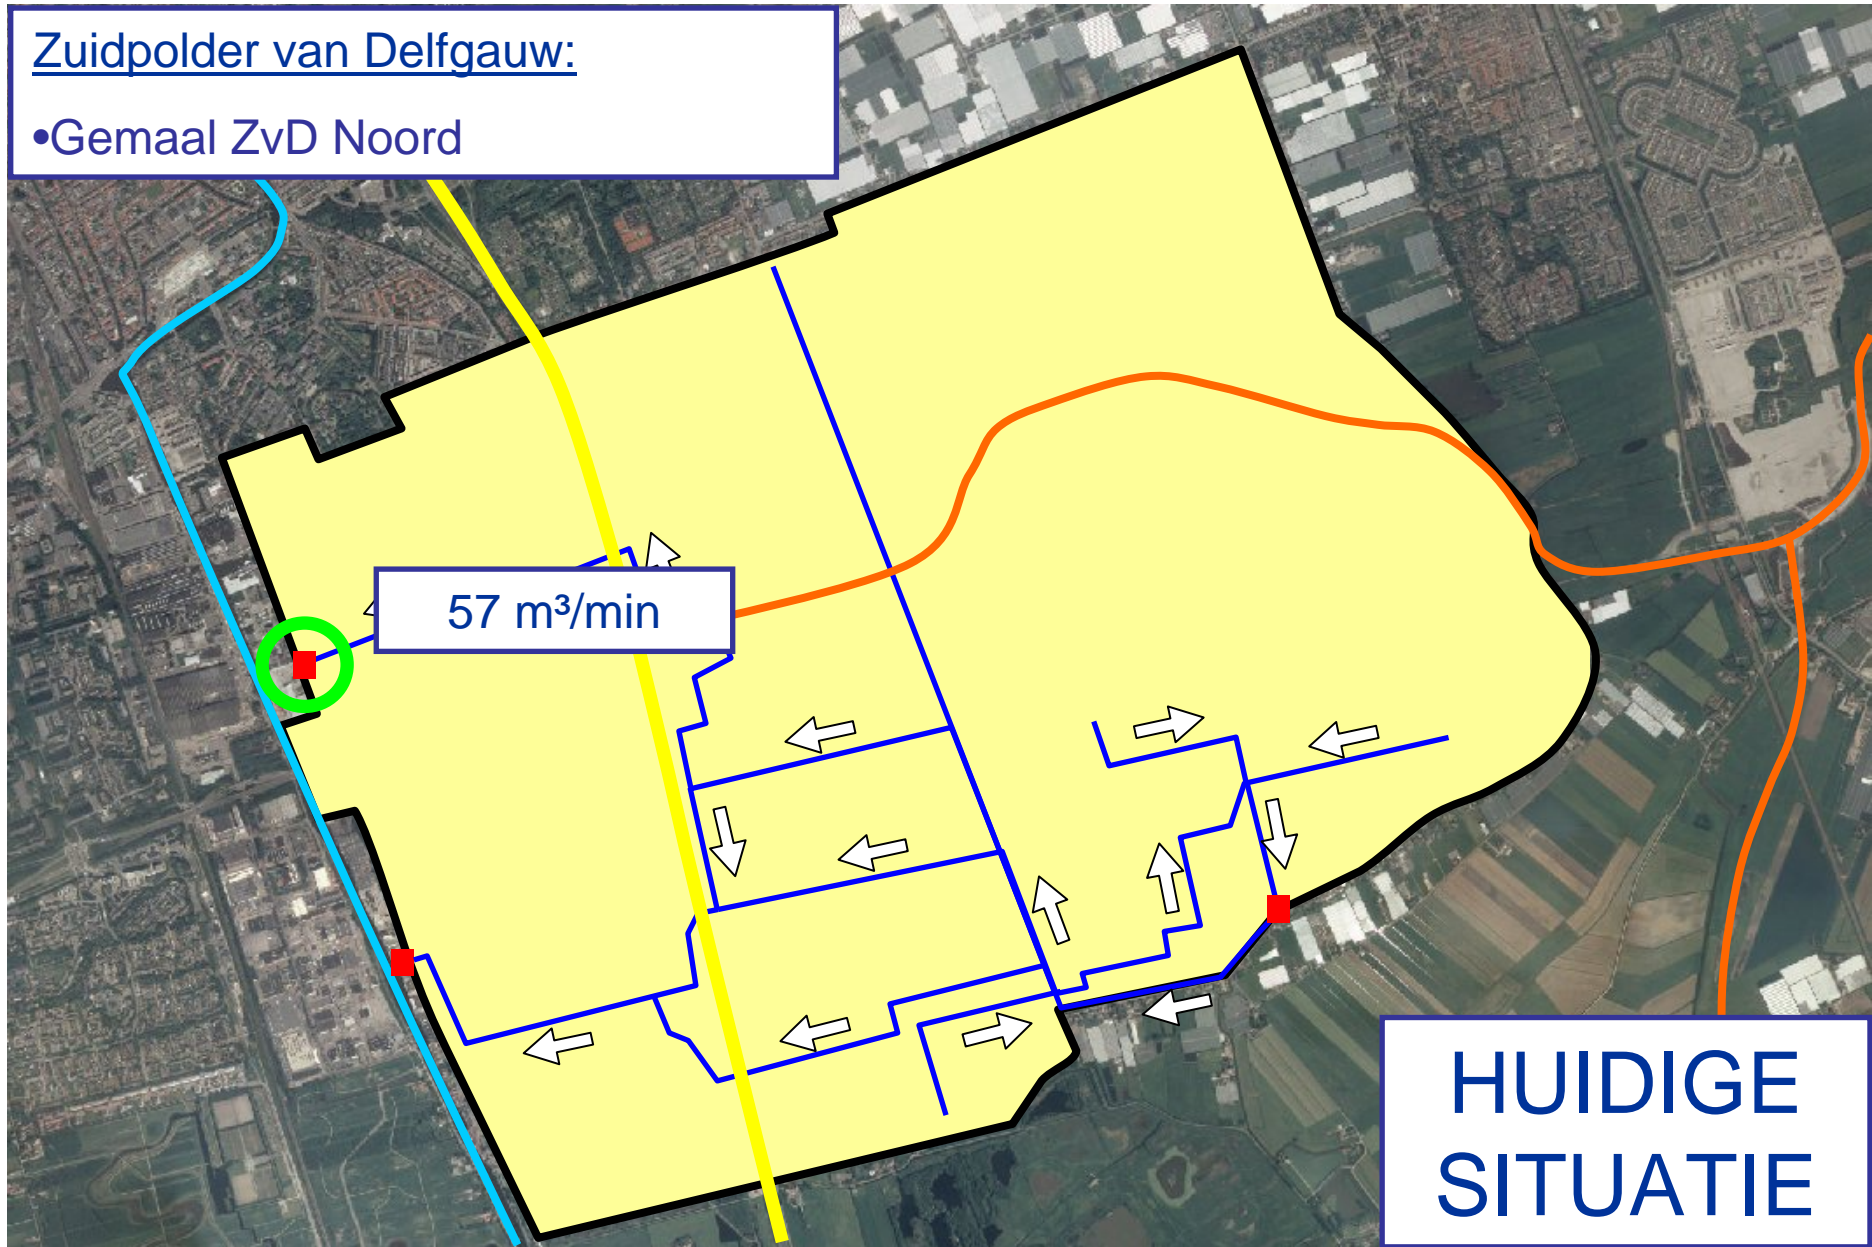 Zuidpolder van Delfgauw:
•Gemaal ZvD Noord
57 m³/min
HUIDIGE
SITUATIE